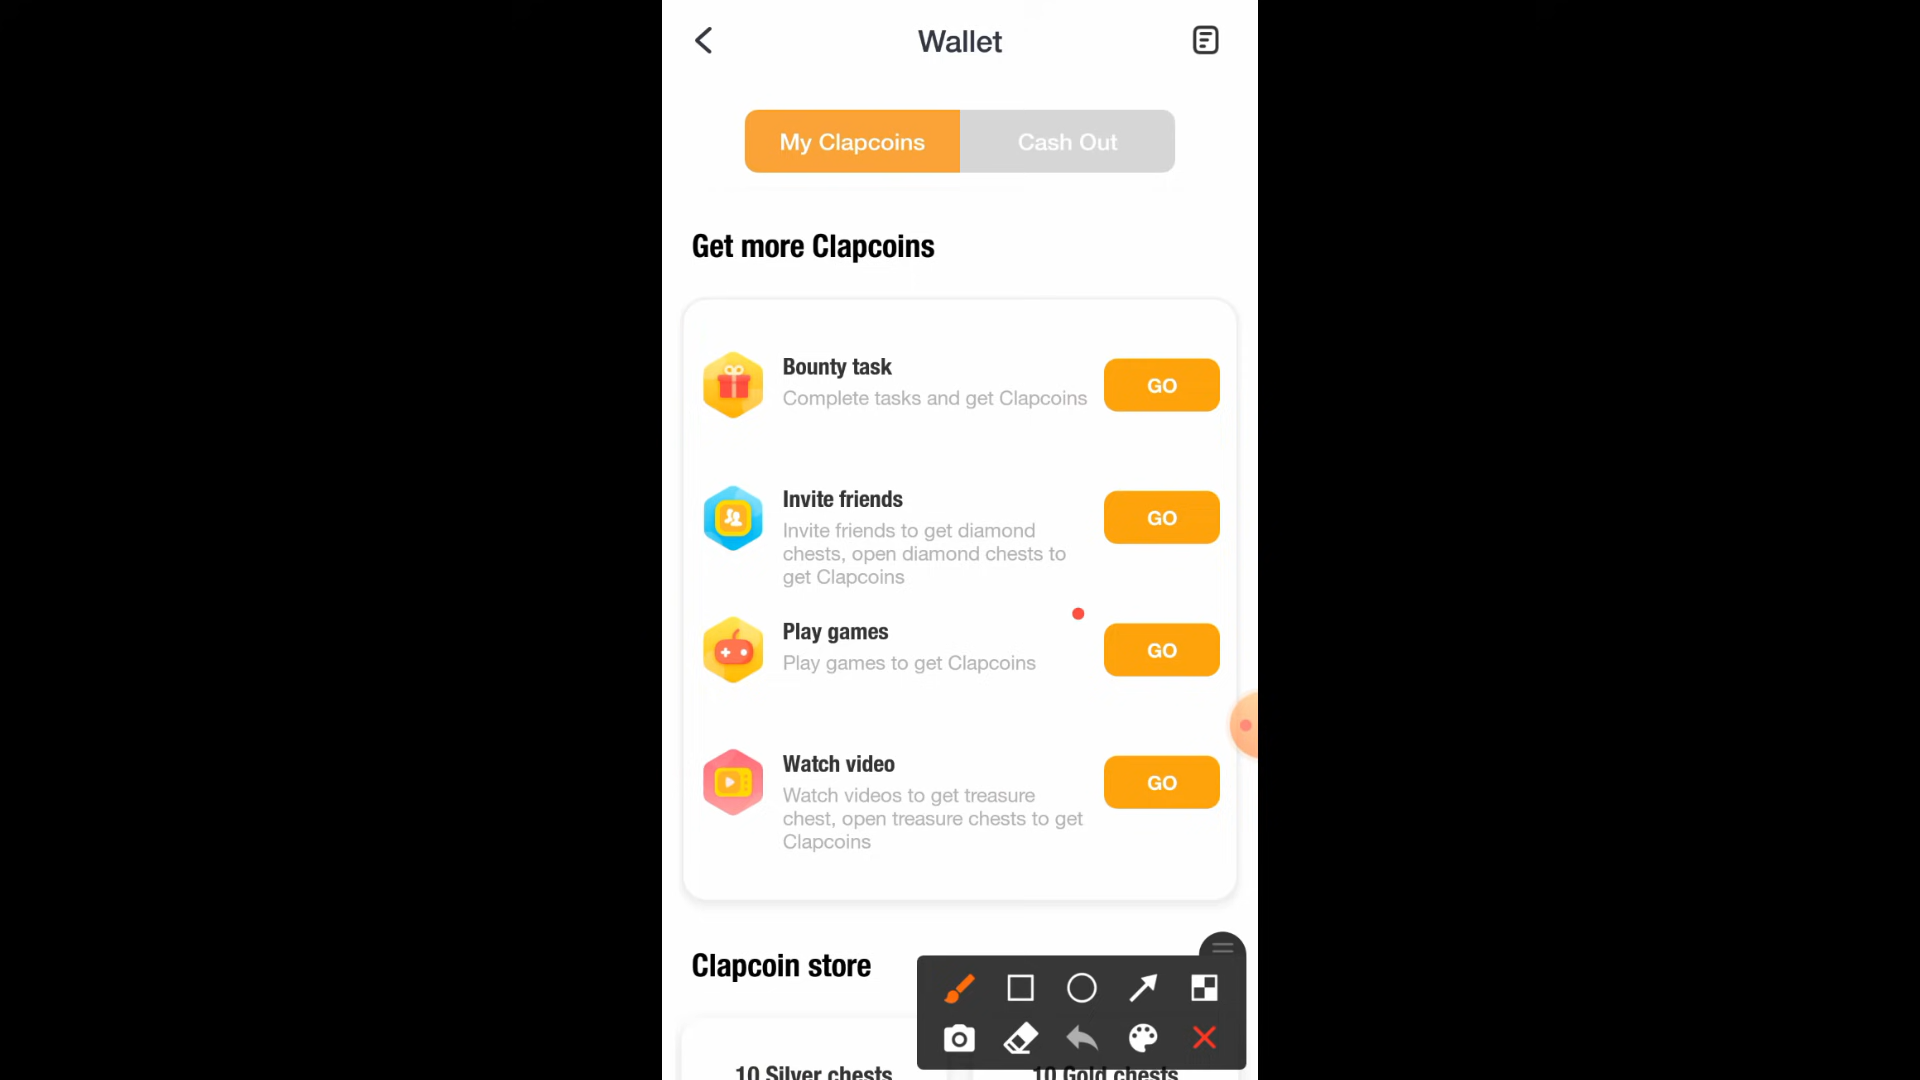 Wallet
My Clapcoins
Cash Out
Get more Clapcoins
Bounty task
Complete tasks and get Clapcoins
GO
Invite friends
Invite friends to get diamond
chests, open diamond chests to
get Clapcoins
GO
Play games
Play games to get Clapcoins
GO
Watch video
Watch videos to get treasure
chest, open treasure chests to get
Clapcoins
GO
Clapcoin store
10 Silver chests
10 Gold chests